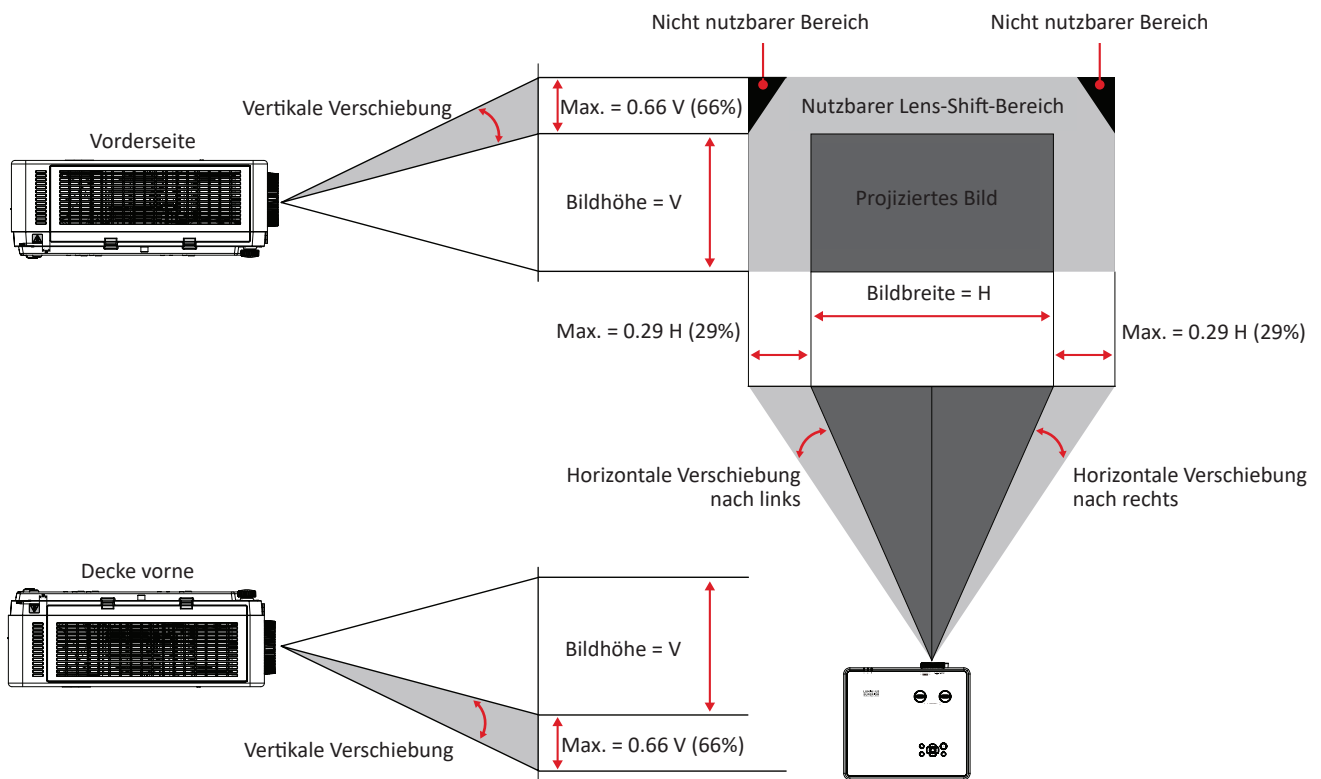 Nicht nutzbarer Bereich
Nicht nutzbarer Bereich
Vertikale Verschiebung
Max. = 0.66 V (66%)
Nutzbarer Lens-Shift-Bereich
Vorderseite
Bildhöhe = V
Projiziertes Bild
Bildbreite = H
Max. = 0.29 H (29%)
Max. = 0.29 H (29%)
Horizontale Verschiebung
nach links
Horizontale Verschiebung
nach rechts
Decke vorne
Bildhöhe = V
Vertikale Verschiebung
Max. = 0.66 V (66%)